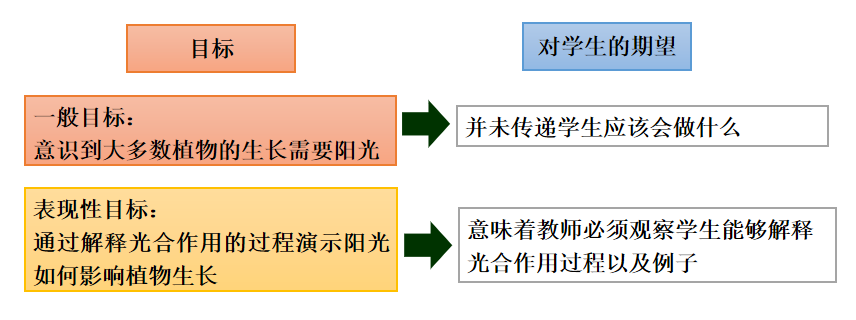 目标
对学生的期望
一般目标：
意识到大多数植物的生长需要阳光
并未传递学生应该会做什么
表现性目标：
通过解释光合作用的过程演示阳光
如何影响植物生长
意味着教师必须观察学生能够解释
光合作用过程以及例子